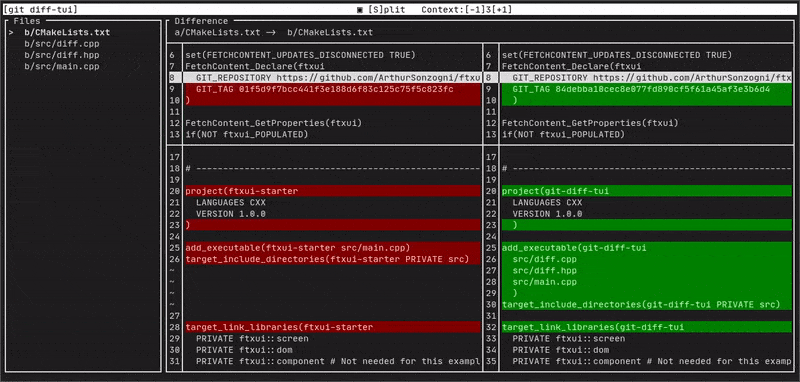 [git diff-tui] ▣ [S]plit Context:[-1]3[+1]
Files
> b/CMakeLists.txt
b/src/diff.cpp
b/src/diff.hpp
b/src/main.cpp
Difference
a/CMakeLists.txt —> b/CMakeLists.txt
6 set(FETCHCONTENT_UPDATES_DISCONNECTED TRUE)
7 FetchContent_Declare(ftxui
8 GIT_REPOSITORY https://github.com/ArthurSonzogni/ftxu
9 GIT_TAG 01f5d9f7bcc441f3e188d6f83c125c75f5c823fc
10 )
11
12 FetchContent_GetProperties(ftxui)
13 if(NOT ftxui_POPULATED)
17
18 # ----------------------------------------------------
19
20 project(ftxui-starter
21 LANGUAGES CXX
22 VERSION 1.0.0
23 )
24
25 add_executable(ftxui-starter src/main.cpp)
26 target_include_directories(ftxui-starter PRIVATE src)
~
~
~
~
27
28 target_link_libraries(ftxui-starter
29 PRIVATE ftxui::screen
30 PRIVATE ftxui::dom
31 PRIVATE ftxui::component # Not needed for this exampl
6 set(FETCHCONTENT_UPDATES_DISCONNECTED TRUE)
7 FetchContent_Declare(ftxui
8 GIT_REPOSITORY https://github.com/ArthurSonzogni/ftx
9 GIT_TAG 84debba10cec8e077fd890cf5f61a45af3e3b6d4
10 )
11
12 FetchContent_GetProperties(ftxui)
13 if(NOT ftxui_POPULATED)
17
18 # ----------------------------------------------------
19
20 project(git-diff-tui
21 LANGUAGES CXX
22 VERSION 1.0.0
23 )
24
25 add_executable(git-diff-tui
26 src/diff.cpp
27 src/diff.hpp
28 src/main.cpp
29 )
30 target_include_directories(git-diff-tui PRIVATE src)
31
32 target_link_libraries(git-diff-tui
33 PRIVATE ftxui::screen
34 PRIVATE ftxui::dom
35 PRIVATE ftxui::component # Not needed for this exa